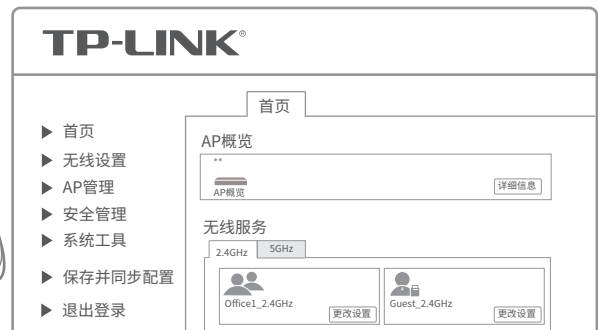 TP-LINK®
首页
▶ 首页
▶ 无线设置
▶ AP管理
▶ 安全管理
▶ 系统工具
▶ 保存并同步配置
▶ 退出登录
AP概览
AP概览
详细信息
无线服务
2.4GHz 5GHz
Office1_2.4GHz
更改设置
Guest_2.4GHz
更改设置